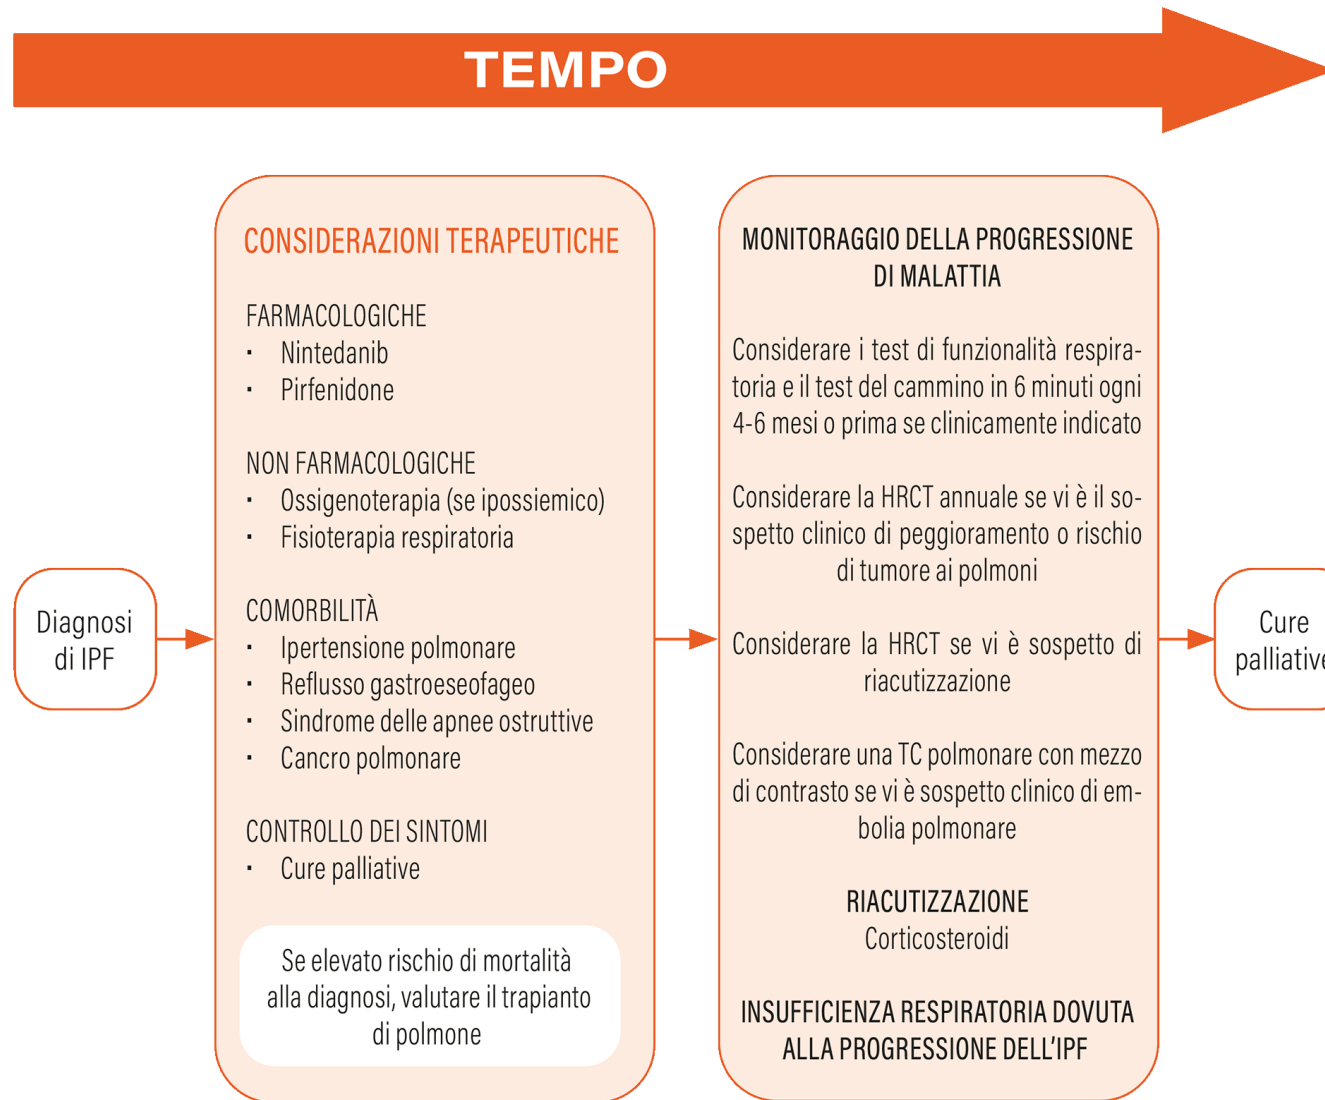 TEMPO
CONSIDERAZIONI TERAPEUTICHE
FARMACOLOGICHE
· Nintedanib
· Pirfenidone
NON FARMACOLOGICHE
· Ossigenoterapia (se ipossiemico)
· Fisioterapia respiratoria
COMORBILITÀ
· Ipertensione polmonare
· Reflusso gastroeseofageo
· Sindrome delle apnee ostruttive
· Cancro polmonare
CONTROLLO DEI SINTOMI
· Cure palliative
Se elevato rischio di mortalità
alla diagnosi, valutare il trapianto
di polmone
MONITORAGGIO DELLA PROGRESSIONE
DI MALATTIA
Considerare i test di funzionalità respira-
toria e il test del cammino in 6 minuti ogni
4-6 mesi o prima se clinicamente indicato
Considerare la HRCT annuale se vi è il so-
spetto clinico di peggioramento o rischio
di tumore ai polmoni
Considerare la HRCT se vi è sospetto di
riacutizzazione
Considerare una TC polmonare con mezzo
di contrasto se vi è sospetto clinico di em-
bolia polmonare
RIACUTIZZAZIONE
Corticosteroidi
INSUFFICIENZA RESPIRATORIA DOVUTA
ALLA PROGRESSIONE DELL'IPF
Diagnosi
di IPF
Cure
palliative